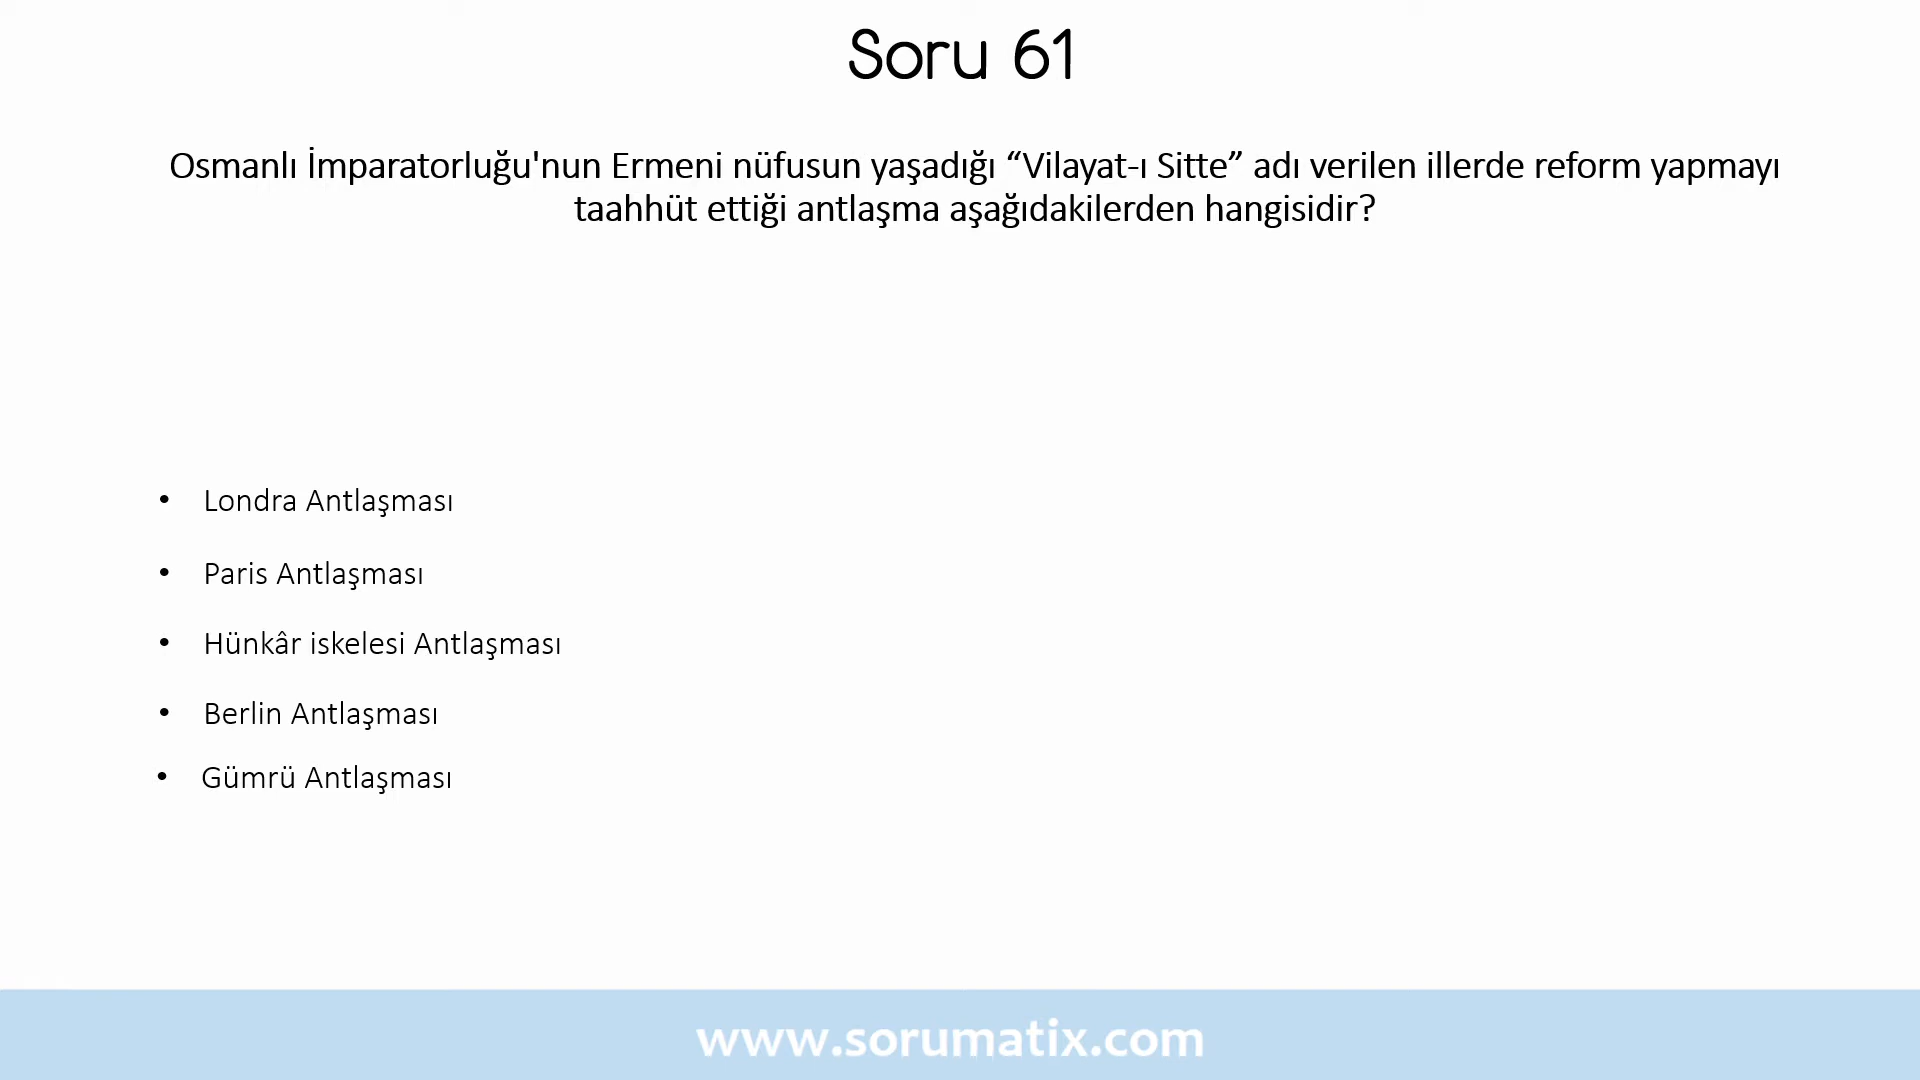 Soru 61
Osmanlı İmparatorluğu'nun Ermeni nüfusun yaşadığı “Vilayat-ı Sitte” adı verilen illerde reform yapmayı
taahhüt ettiği antlaşma aşağıdakilerden hangisidir?
• Londra Antlaşması
• Paris Antlaşması
• Hünkâr iskelesi Antlaşması
• Berlin Antlaşması
• Gümrü Antlaşması
www.sorumatix.com